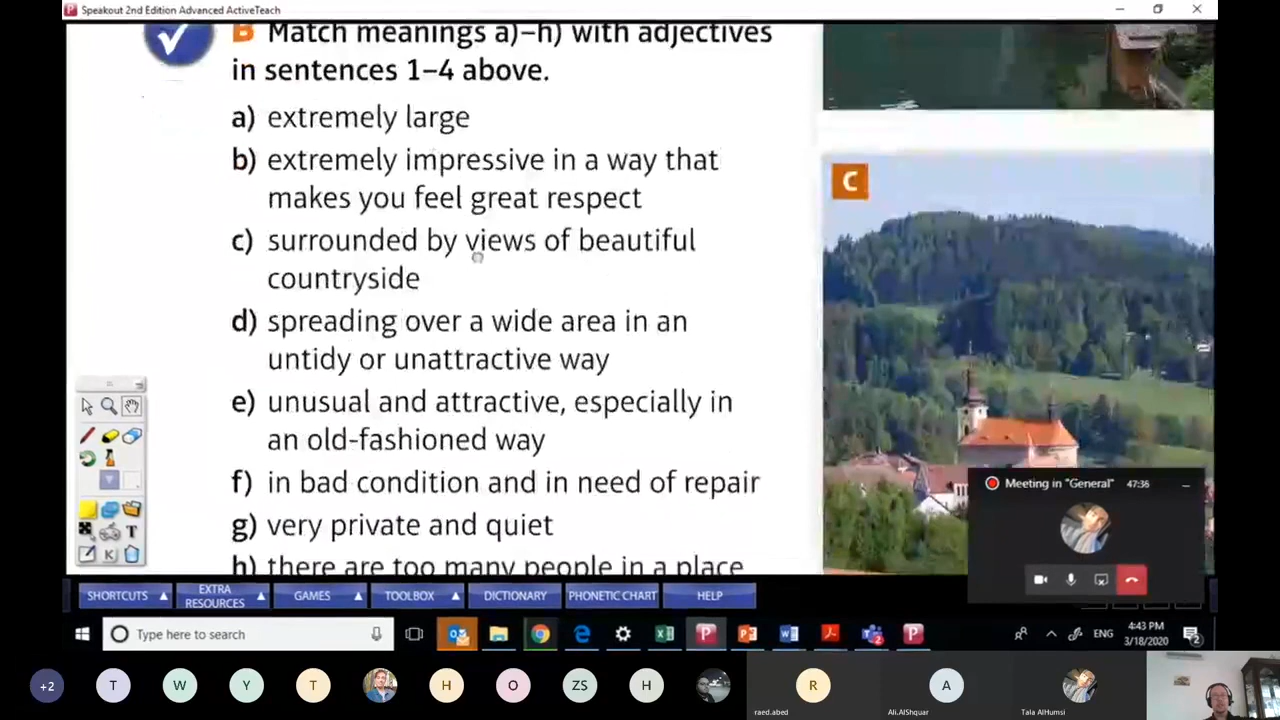 Speakout 2nd Edition Advanced ActiveTeach
B Match meanings a)–h) with adjectives
in sentences 1–4 above.
a) extremely large
b) extremely impressive in a way that
makes you feel great respect
c) surrounded by views of beautiful
countryside
d) spreading over a wide area in an
untidy or unattractive way
e) unusual and attractive, especially in
an old-fashioned way
f) in bad condition and in need of repair
g) very private and quiet
h) there are too many people in a place
C
Meeting in "General" 47:36
SHORTCUTS
EXTRA
RESOURCES
GAMES
TOOLBOX
DICTIONARY
PHONETIC CHART
HELP
Type here to search
ENG
4:43 PM
3/18/2020
+2
T
W
Y
T
H
O
ZS
H
R
raed.abed
A
Ali.AlShquar
Tala AlHumsi